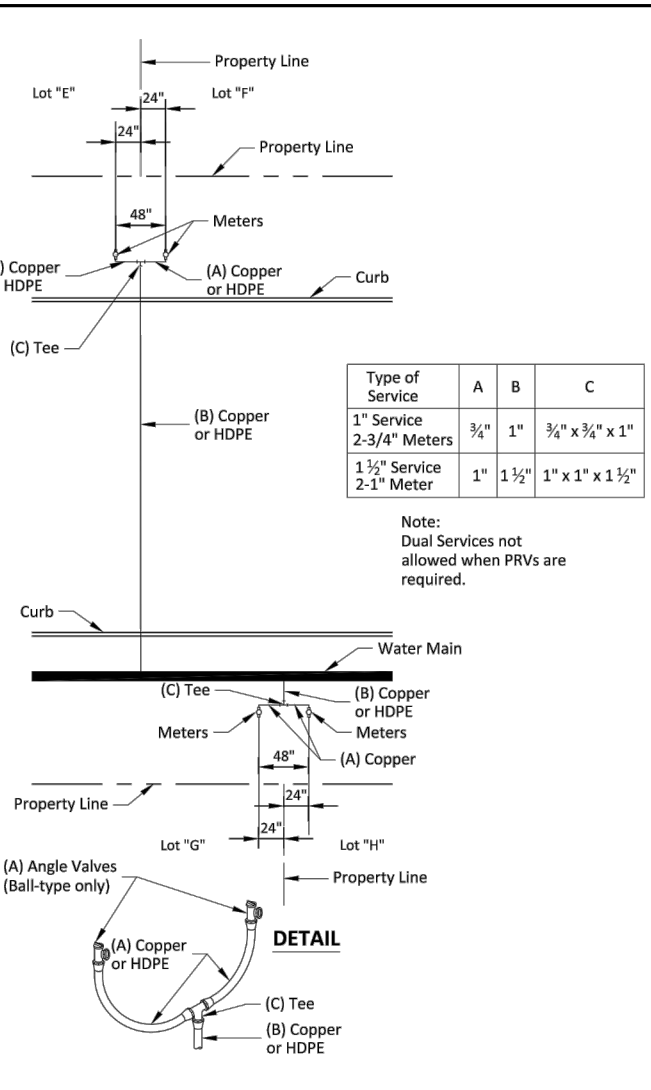 Property Line
Lot "E"
24"
Lot "F"
24"
Property Line
48"
Meters
) Copper
HDPE
(A) Copper
or HDPE
Curb
(C) Tee
(B) Copper
or HDPE
Type of
Service
A
B
C
1" Service
2-3/4" Meters
¾"
1"
¾" x ¾" x 1"
1 ½" Service
2-1" Meter
1"
1 ½"
1" x 1" x 1 ½"
Note:
Dual Services not
allowed when PRVs are
required.
Curb
Water Main
(C) Tee
(B) Copper
or HDPE
Meters
Meters
48"
(A) Copper
Property Line
24"
24"
Lot "G"
Lot "H"
(A) Angle Valves
(Ball-type only)
Property Line
DETAIL
(A) Copper
or HDPE
(C) Tee
(B) Copper
or HDPE